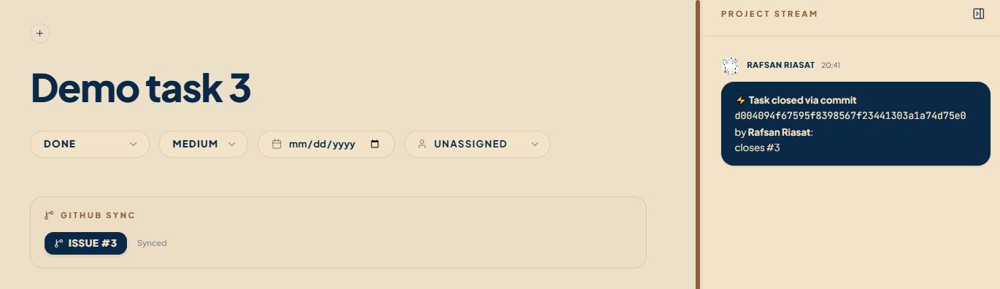 Demo task 3
DONE
MEDIUM
mm/dd/yyyy
UNASSIGNED
GITHUB SYNC
ISSUE #3
Synced
PROJECT STREAM
RAFSAN RIASAT 20:41
⚡ Task closed via commit
d004094f67595f8398567f23441303a1a74d75e0
by Rafsan Riasat:
closes #3